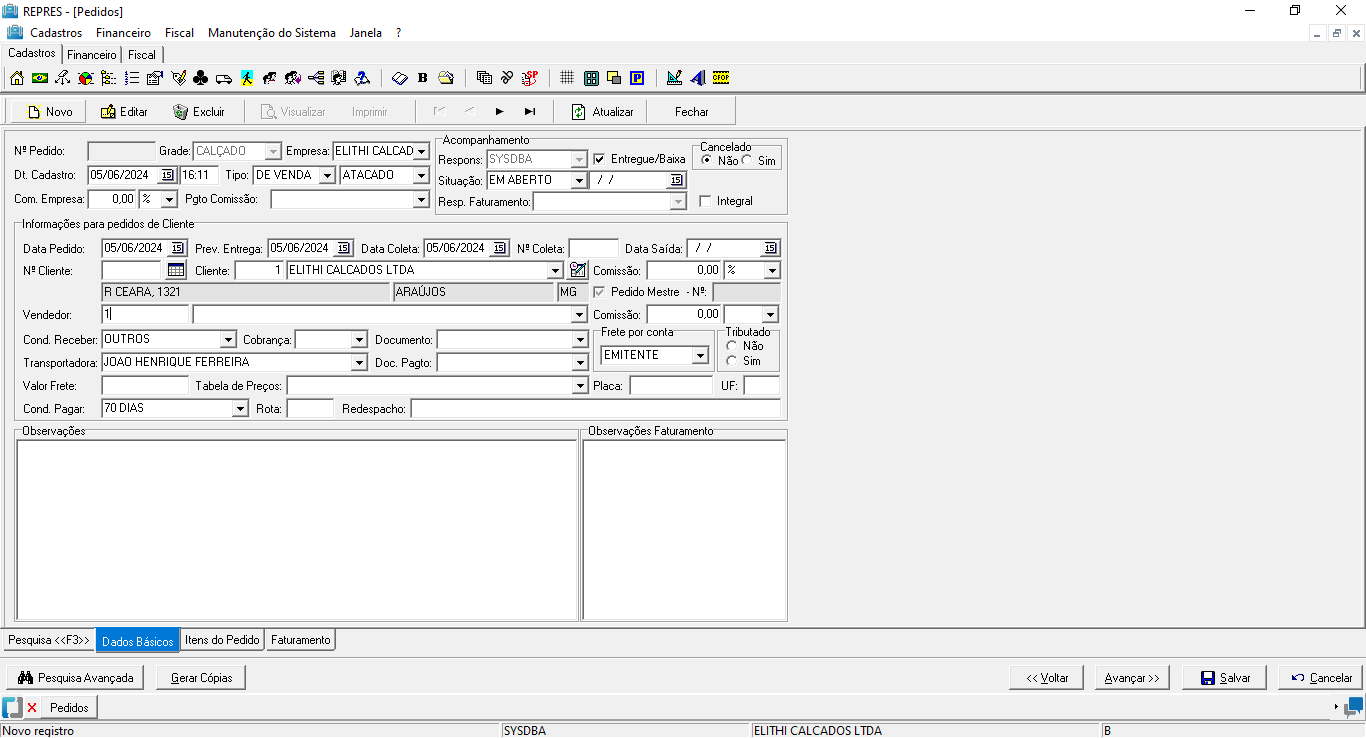 REPRES - [Pedidos]
Cadastros Financeiro Fiscal Manutenção do Sistema Janela ?
Cadastros Financeiro Fiscal
B SP P CFOP
Novo Editar Excluir Visualizar Imprimir Atualizar Fechar
Nº Pedido: Grade: CALÇADO Empresa: ELITHI CALCAD
Dt. Cadastro: 05/06/2024 15 16:11 Tipo: DE VENDA ATACADO
Com. Empresa: 0,00 % Pgto Comissão:
Acompanhamento
Respons: SYSDBA Entregue/Baixa
Cancelado
Não Sim
Situação: EM ABERTO / / 15
Resp. Faturamento: Integral
Informações para pedidos de Cliente
Data Pedido: 05/06/2024 15 Prev. Entrega: 05/06/2024 15 Data Coleta: 05/06/2024 15 Nº Coleta: Data Saída: / / 15
Nº Cliente: Cliente: 1 ELITHI CALCADOS LTDA Comissão: 0,00 %
R CEARA, 1321 ARAÚJOS MG Pedido Mestre - Nº:
Vendedor: 1 Comissão: 0,00
Cond. Receber: OUTROS Cobrança: Documento:
Frete por conta
EMITENTE
Tributado
Não
Sim
Transportadora: JOAO HENRIQUE FERREIRA Doc. Pagto:
Valor Frete: Tabela de Preços: Placa: UF:
Cond. Pagar: 70 DIAS Rota: Redespacho:
Observações Observações Faturamento
Pesquisa <<F3>> Dados Básicos Itens do Pedido Faturamento
Pesquisa Avançada Gerar Cópias << Voltar Avançar >> Salvar Cancelar
Pedidos
Novo registro SYSDBA ELITHI CALCADOS LTDA B